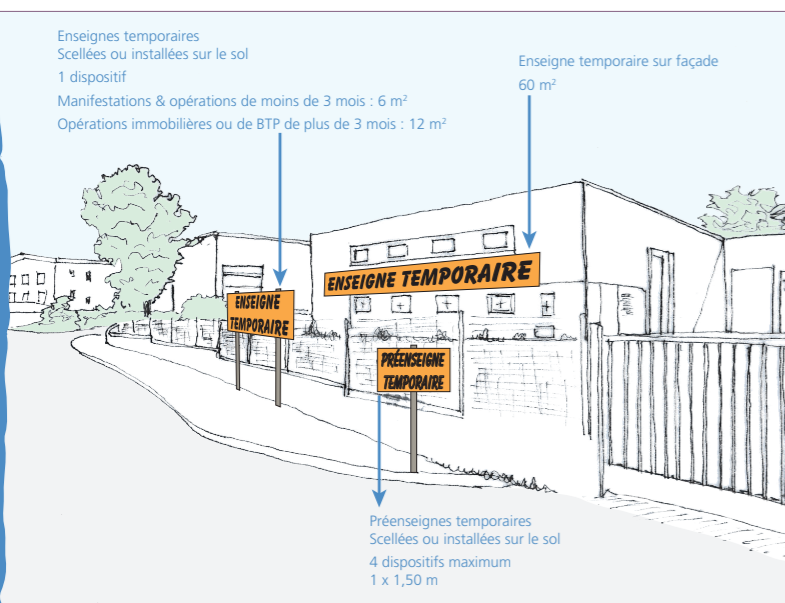 Enseignes temporaires
Scellées ou installées sur le sol
1 dispositif
Manifestations & opérations de moins de 3 mois : 6 m²
Opérations immobilières ou de BTP de plus de 3 mois : 12 m²
Enseigne temporaire sur façade
60 m²
ENSEIGNE TEMPORAIRE
ENSEIGNE
TEMPORAIRE
PRÉENSEIGNE
TEMPORAIRE
Préenseignes temporaires
Scellées ou installées sur le sol
4 dispositifs maximum
1 x 1,50 m